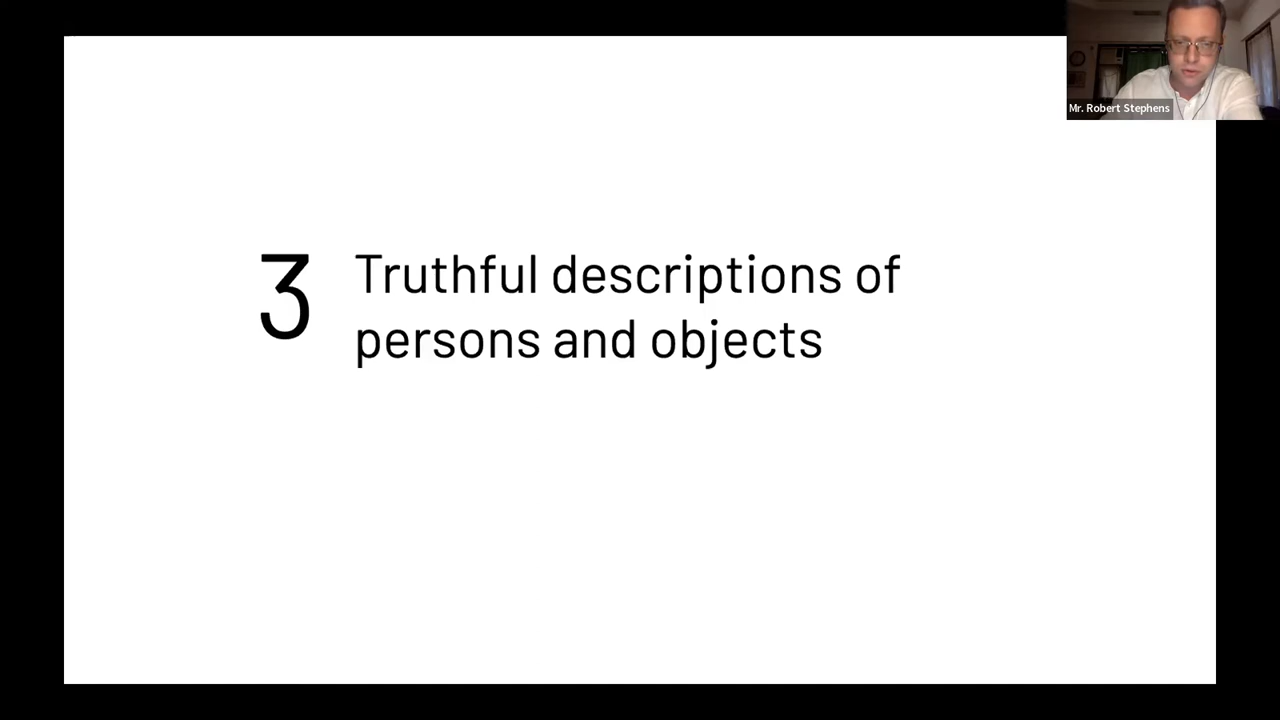 Mr. Robert Stephens
3 Truthful descriptions of
persons and objects